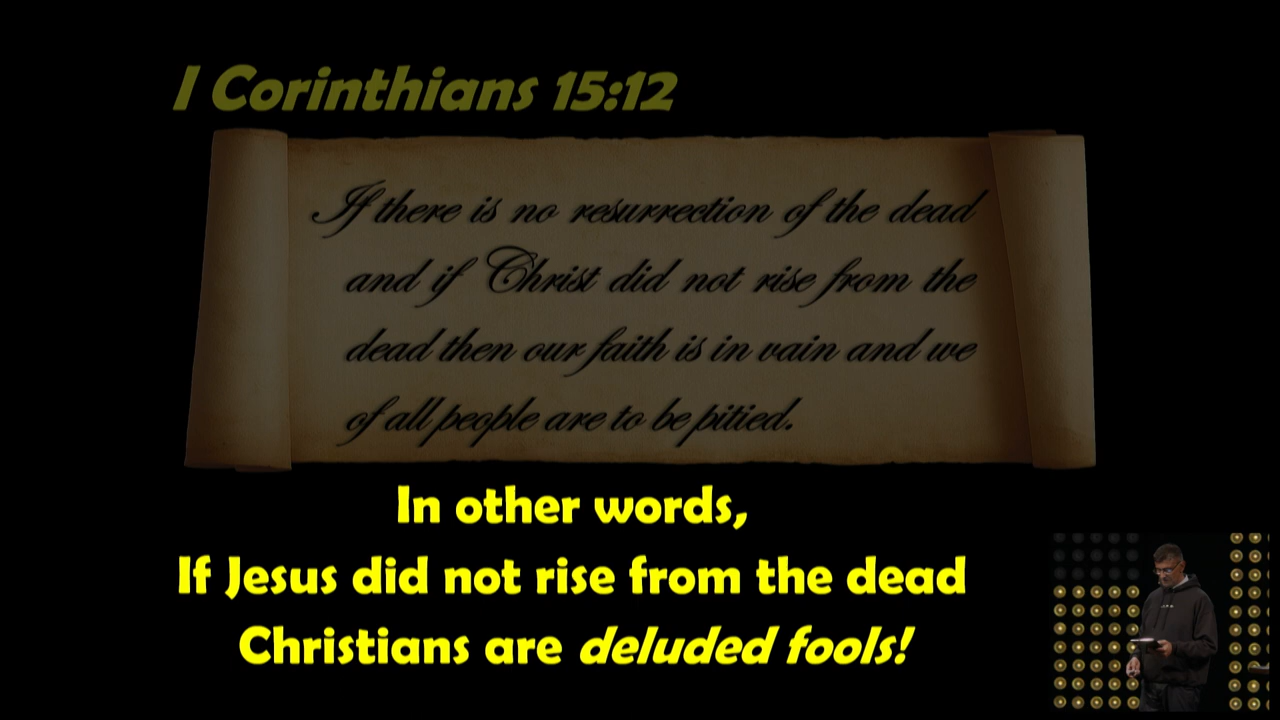 I Corinthians 15:12
If there is no resurrection of the dead
and if Christ did not rise from the
dead then our faith is in vain and we
of all people are to be pitied.
In other words,
If Jesus did not rise from the dead
Christians are deluded fools!